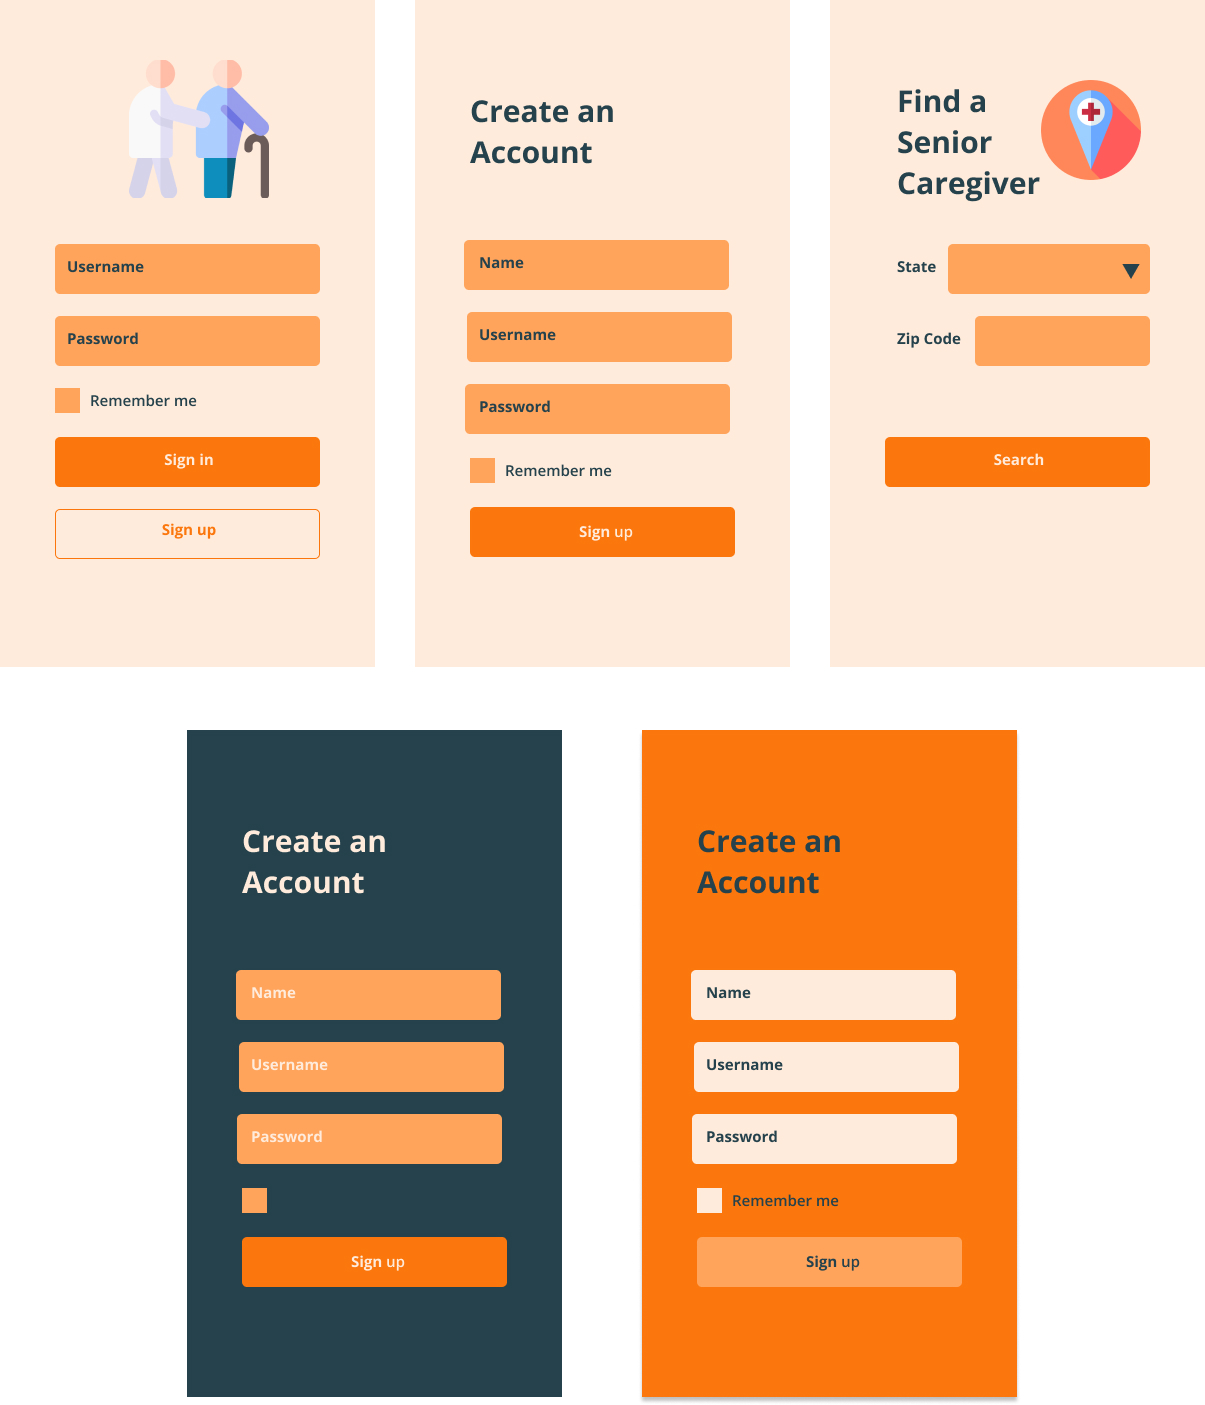 Username
Password
Remember me
Sign in
Sign up
Create an
Account
Name
Username
Password
Remember me
Sign up
Find a
Senior
Caregiver
State
Zip Code
Search
Create an
Account
Name
Username
Password
Sign up
Create an
Account
Name
Username
Password
Remember me
Sign up